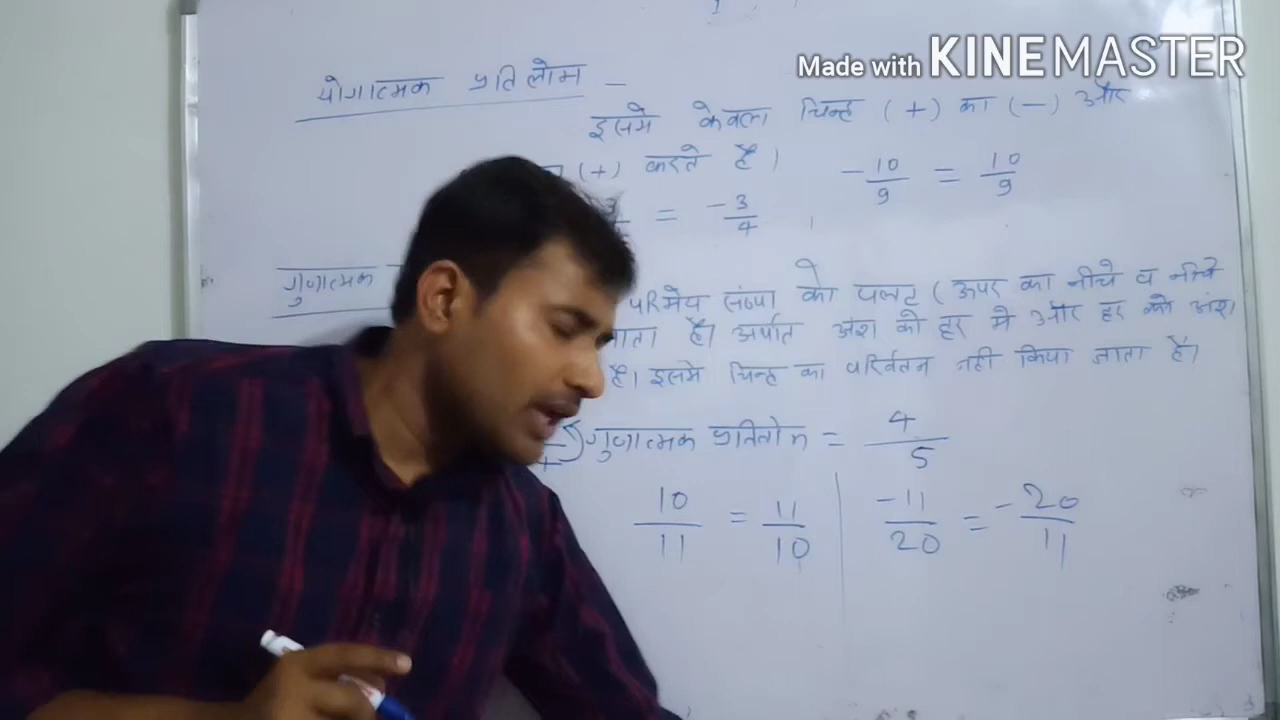 Made with KINEMASTER
योगात्मक प्रतिलोम –
इसमे केवल चिन्ह (+) का (–) और
(+) करते है।
= -3/4
-10/9 = 10/9
गुणात्मक
परिमेय संख्या को पलट (ऊपर का नीचे व नीचे
है। अर्थात अंश को हर मे और हर को अंश
है। इसमे चिन्ह का परिर्वतन नही किया जाता है।
गुणात्मक प्रतिलोम = 4/5
10/11 = 11/10
-11/20 = -20/11